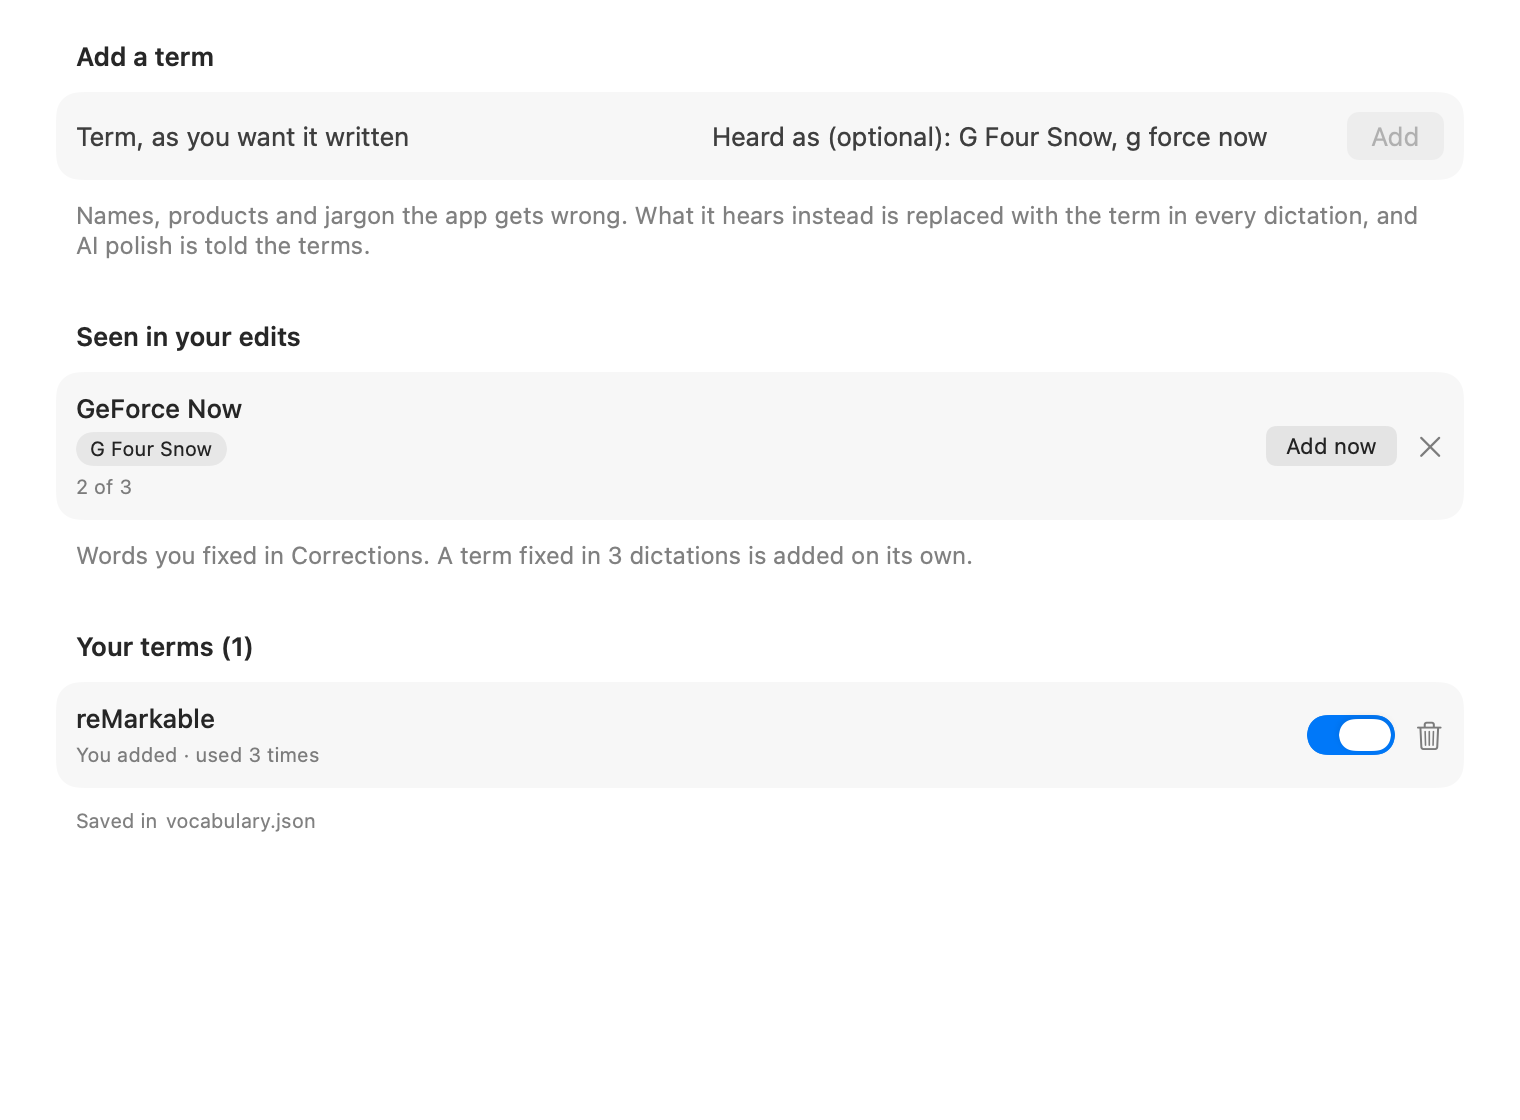 Add a term
Term, as you want it written
Heard as (optional): G Four Snow, g force now
Add
Names, products and jargon the app gets wrong. What it hears instead is replaced with the term in every dictation, and
AI polish is told the terms.
Seen in your edits
GeForce Now
G Four Snow
2 of 3
Add now
Words you fixed in Corrections. A term fixed in 3 dictations is added on its own.
Your terms (1)
reMarkable
You added · used 3 times
Saved in vocabulary.json